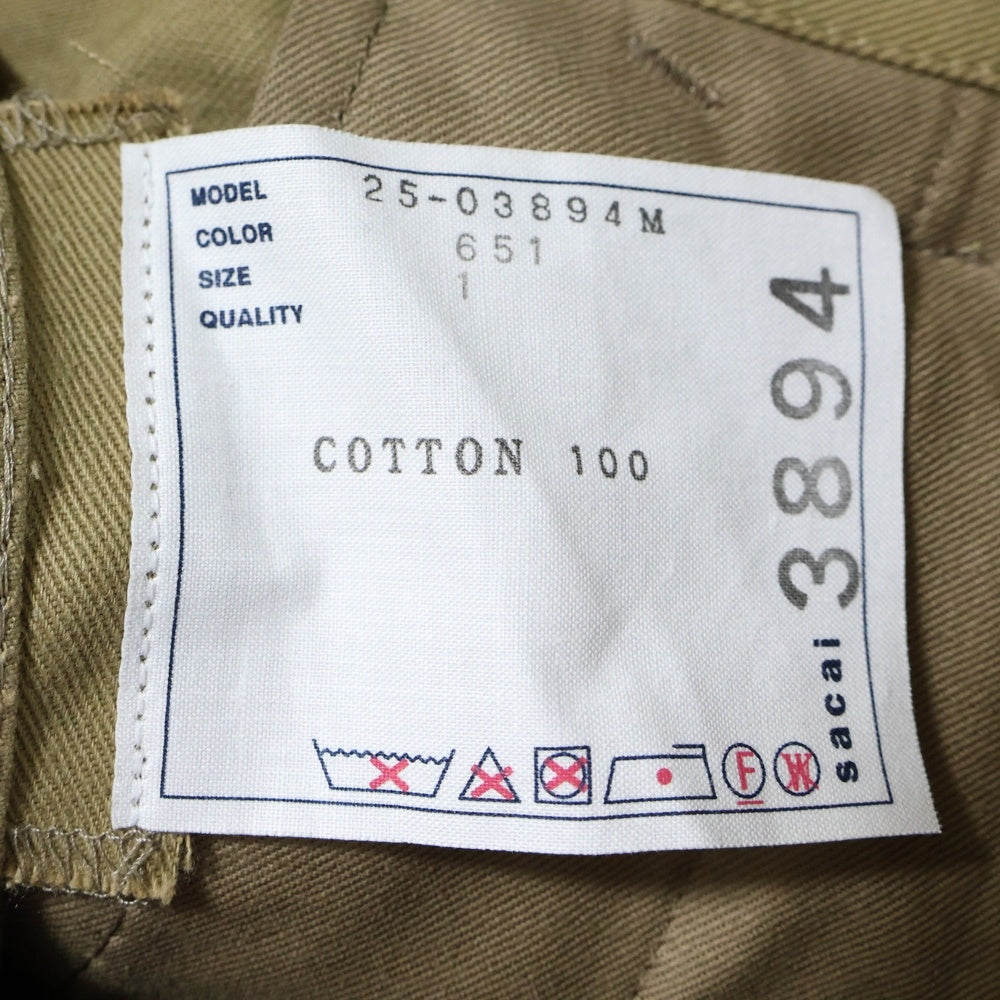 MODEL 25-03894M
COLOR 651
SIZE 1
QUALITY
COTTON 100
sacai 3894
F W